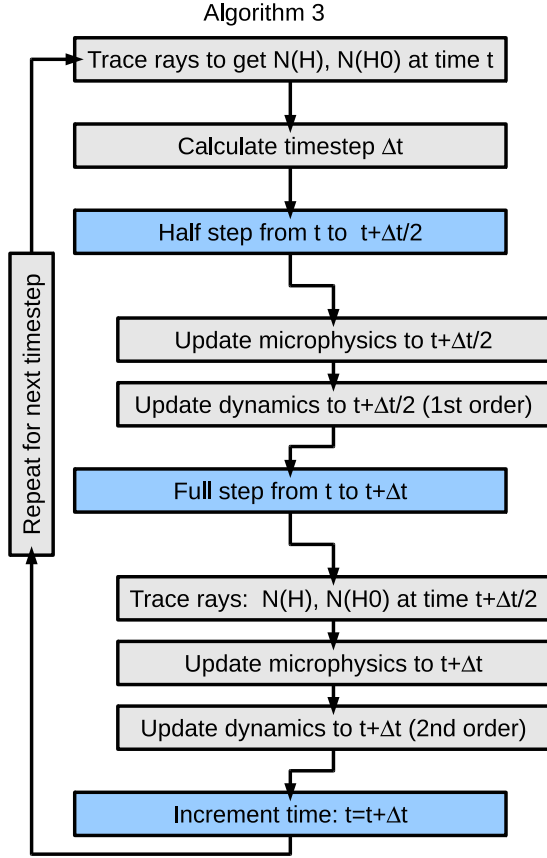 Algorithm 3
Trace rays to get N(H), N(H0) at time t
Calculate timestep Δt
Half step from t to  t+Δt/2
Update microphysics to t+Δt/2
Update dynamics to t+Δt/2 (1st order)
Full step from t to t+Δt
Trace rays:  N(H), N(H0) at time t+Δt/2
Update microphysics to t+Δt
Update dynamics to t+Δt (2nd order)
Increment time: t=t+Δt
Repeat for next timestep